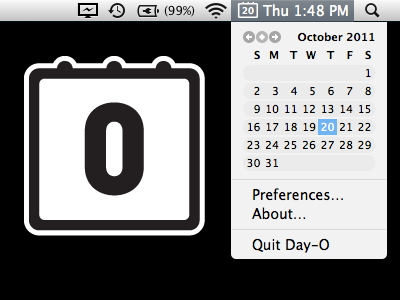 (99%) 20 Thu 1:48 PM
0
October 2011
S M T W T F S
1
2 3 4 5 6 7 8
9 10 11 12 13 14 15
16 17 18 19 20 21 22
23 24 25 26 27 28 29
30 31
Preferences...
About...
Quit Day-O